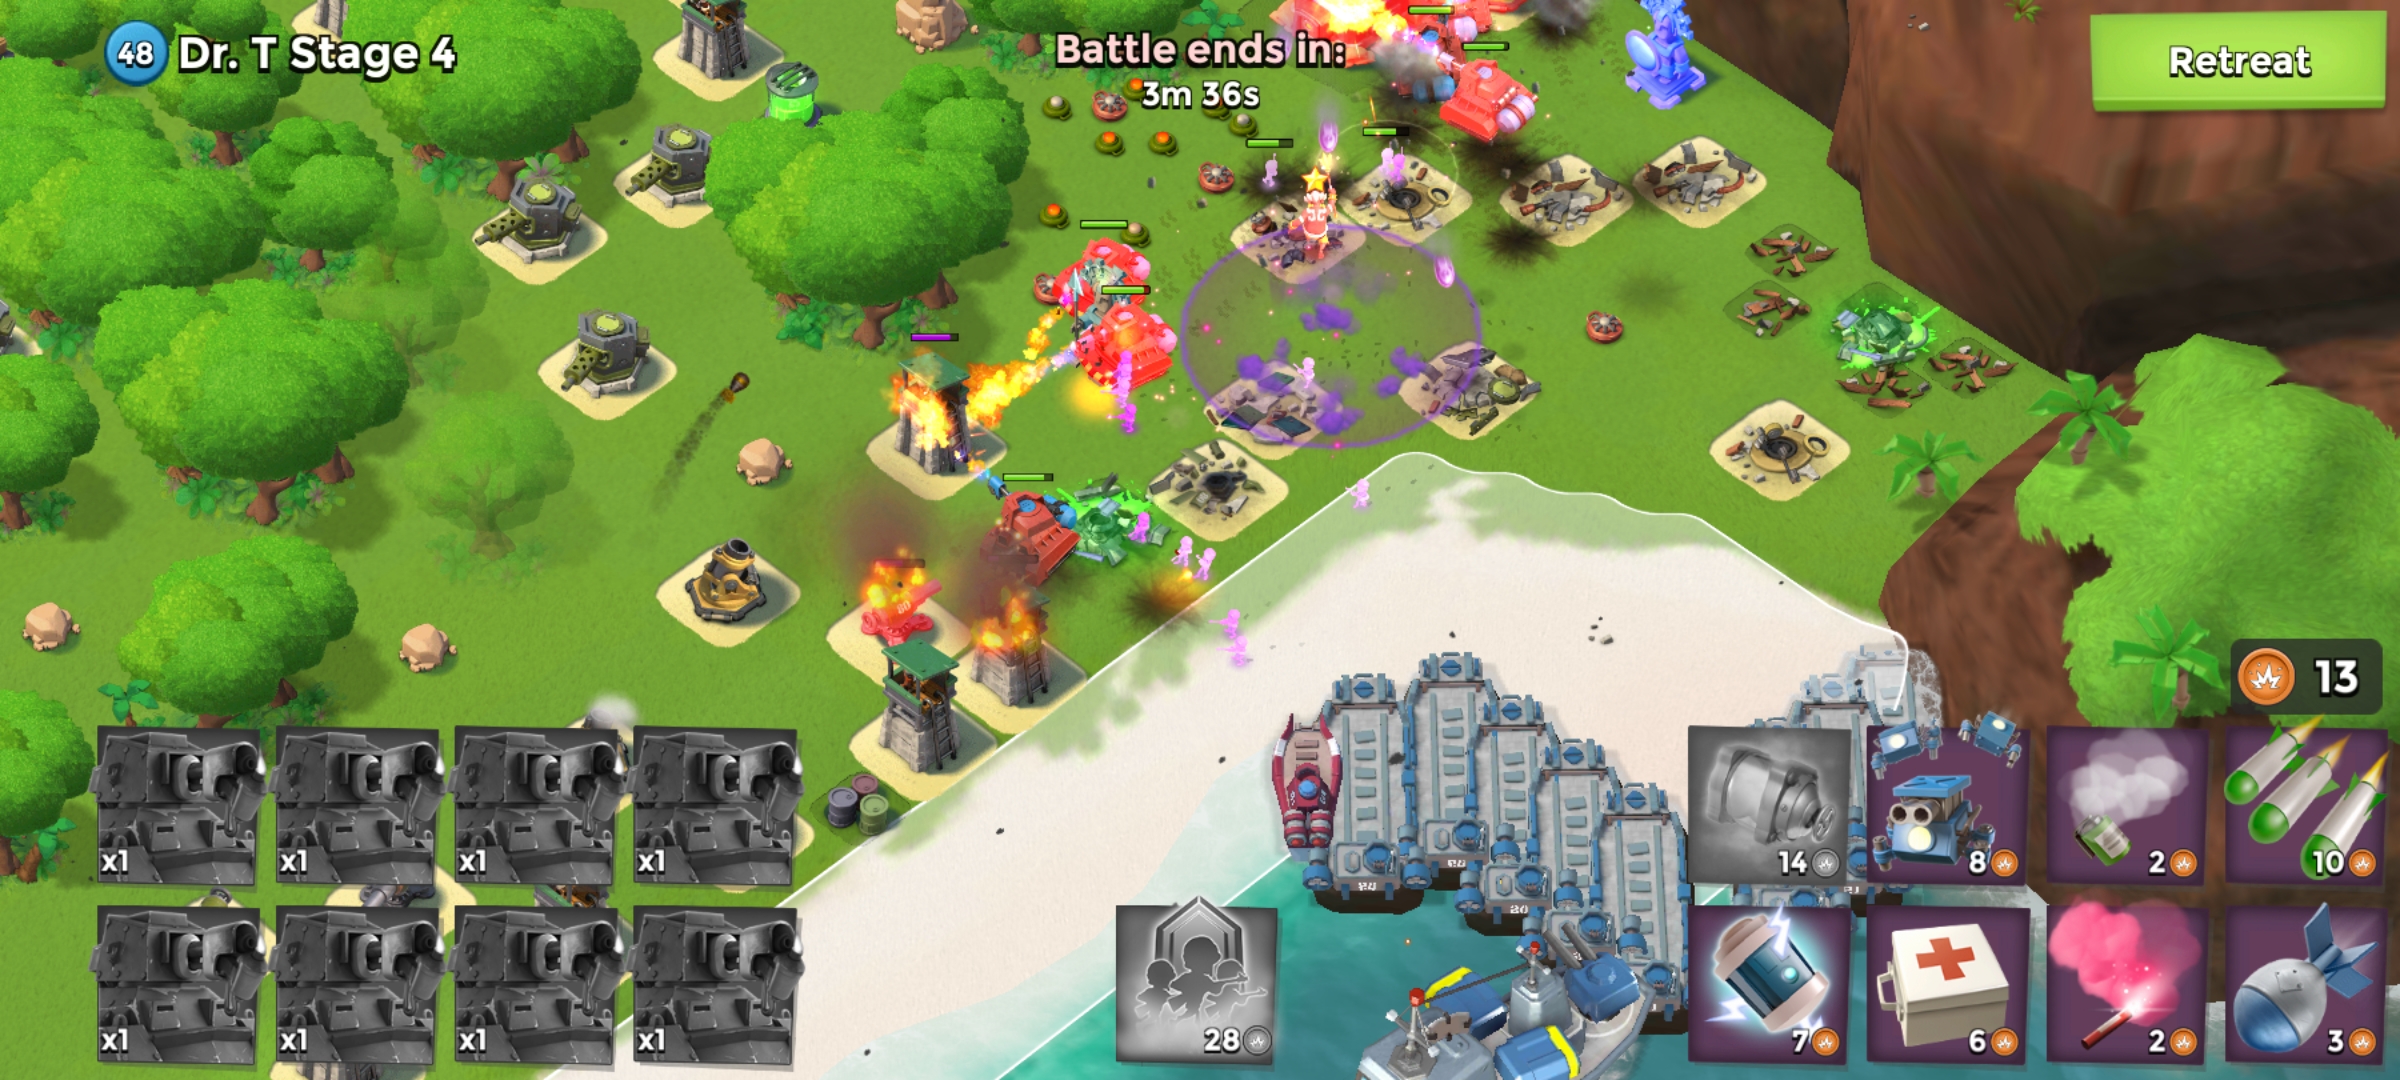 48 Dr. T Stage 4
Battle ends in:
3m 36s
Retreat
13
x1 x1 x1 x1
14 8 2 10
x1 x1 x1 x1
28
7 6 2 3
20